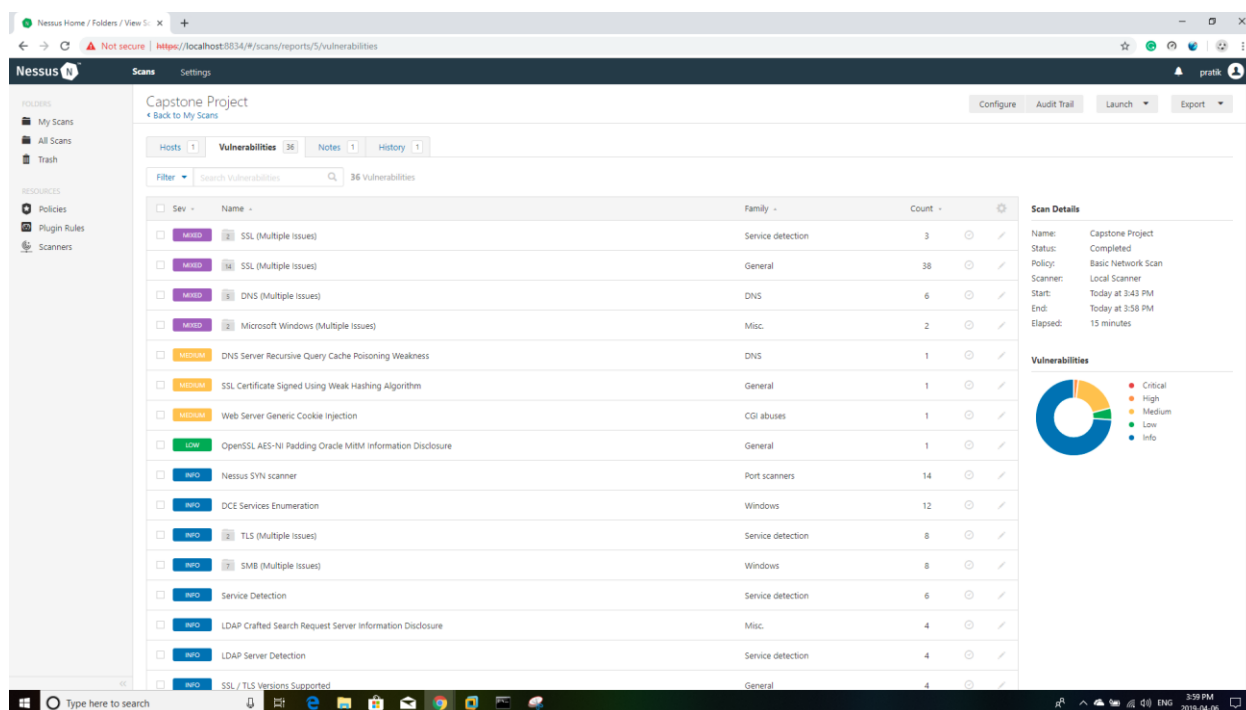 Nessus Home / Folders / View Sc
Not secure | https://localhost:8834/#/scans/reports/5/vulnerabilities
Nessus N Scans Settings pratik
FOLDERS
My Scans
All Scans
Trash
RESOURCES
Policies
Plugin Rules
Scanners
Capstone Project
Back to My Scans
Configure Audit Trail Launch Export
Hosts 1 Vulnerabilities 36 Notes 1 History 1
Filter Search Vulnerabilities 36 Vulnerabilities
Sev Name Family Count
MIXED 2 SSL (Multiple Issues) Service detection 3
MIXED 14 SSL (Multiple Issues) General 38
MIXED 5 DNS (Multiple Issues) DNS 6
MIXED 2 Microsoft Windows (Multiple Issues) Misc. 2
MEDIUM DNS Server Recursive Query Cache Poisoning Weakness DNS 1
MEDIUM SSL Certificate Signed Using Weak Hashing Algorithm General 1
MEDIUM Web Server Generic Cookie Injection CGI abuses 1
LOW OpenSSL AES-NI Padding Oracle MitM Information Disclosure General 1
INFO Nessus SYN scanner Port scanners 14
INFO DCE Services Enumeration Windows 12
INFO 2 TLS (Multiple Issues) Service detection 8
INFO 7 SMB (Multiple Issues) Windows 8
INFO Service Detection Service detection 6
INFO LDAP Crafted Search Request Server Information Disclosure Misc. 4
INFO LDAP Server Detection Service detection 4
INFO SSL / TLS Versions Supported General 4
Scan Details
Name: Capstone Project
Status: Completed
Policy: Basic Network Scan
Scanner: Local Scanner
Start: Today at 3:43 PM
End: Today at 3:58 PM
Elapsed: 15 minutes
Vulnerabilities
Critical
High
Medium
Low
Info
Type here to search
ENG
3:59 PM
2019-04-06